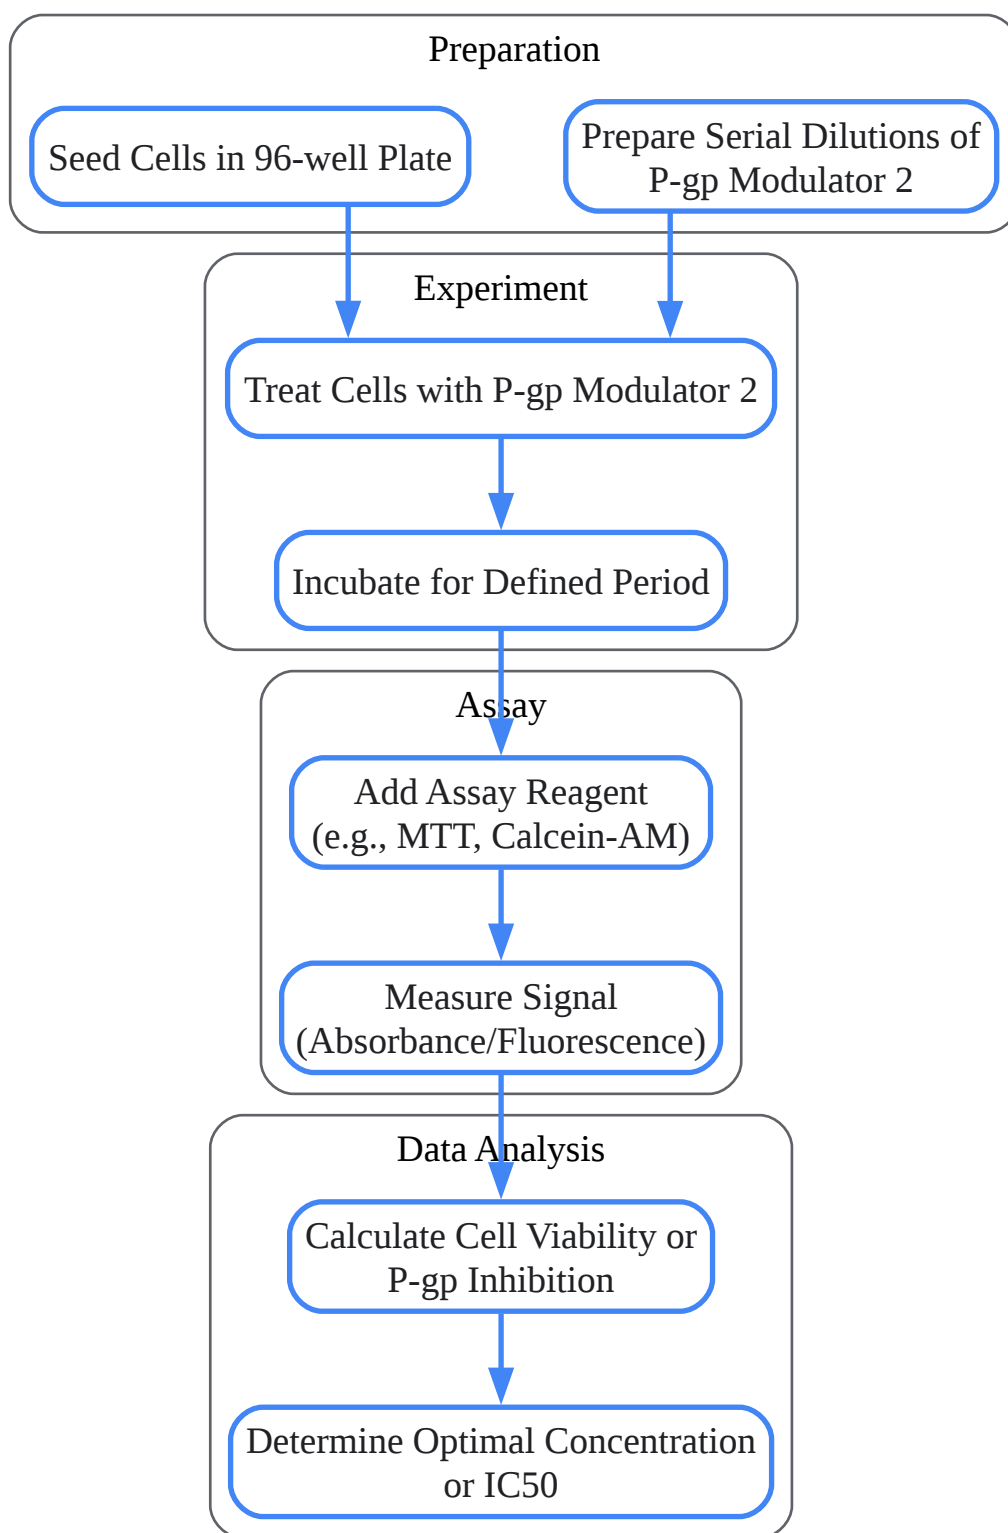 Preparation
Seed Cells in 96-well Plate
Prepare Serial Dilutions of
P-gp Modulator 2
Experiment
Treat Cells with P-gp Modulator 2
Incubate for Defined Period
Assay
Add Assay Reagent
(e.g., MTT, Calcein-AM)
Measure Signal
(Absorbance/Fluorescence)
Data Analysis
Calculate Cell Viability or
P-gp Inhibition
Determine Optimal Concentration
or IC50